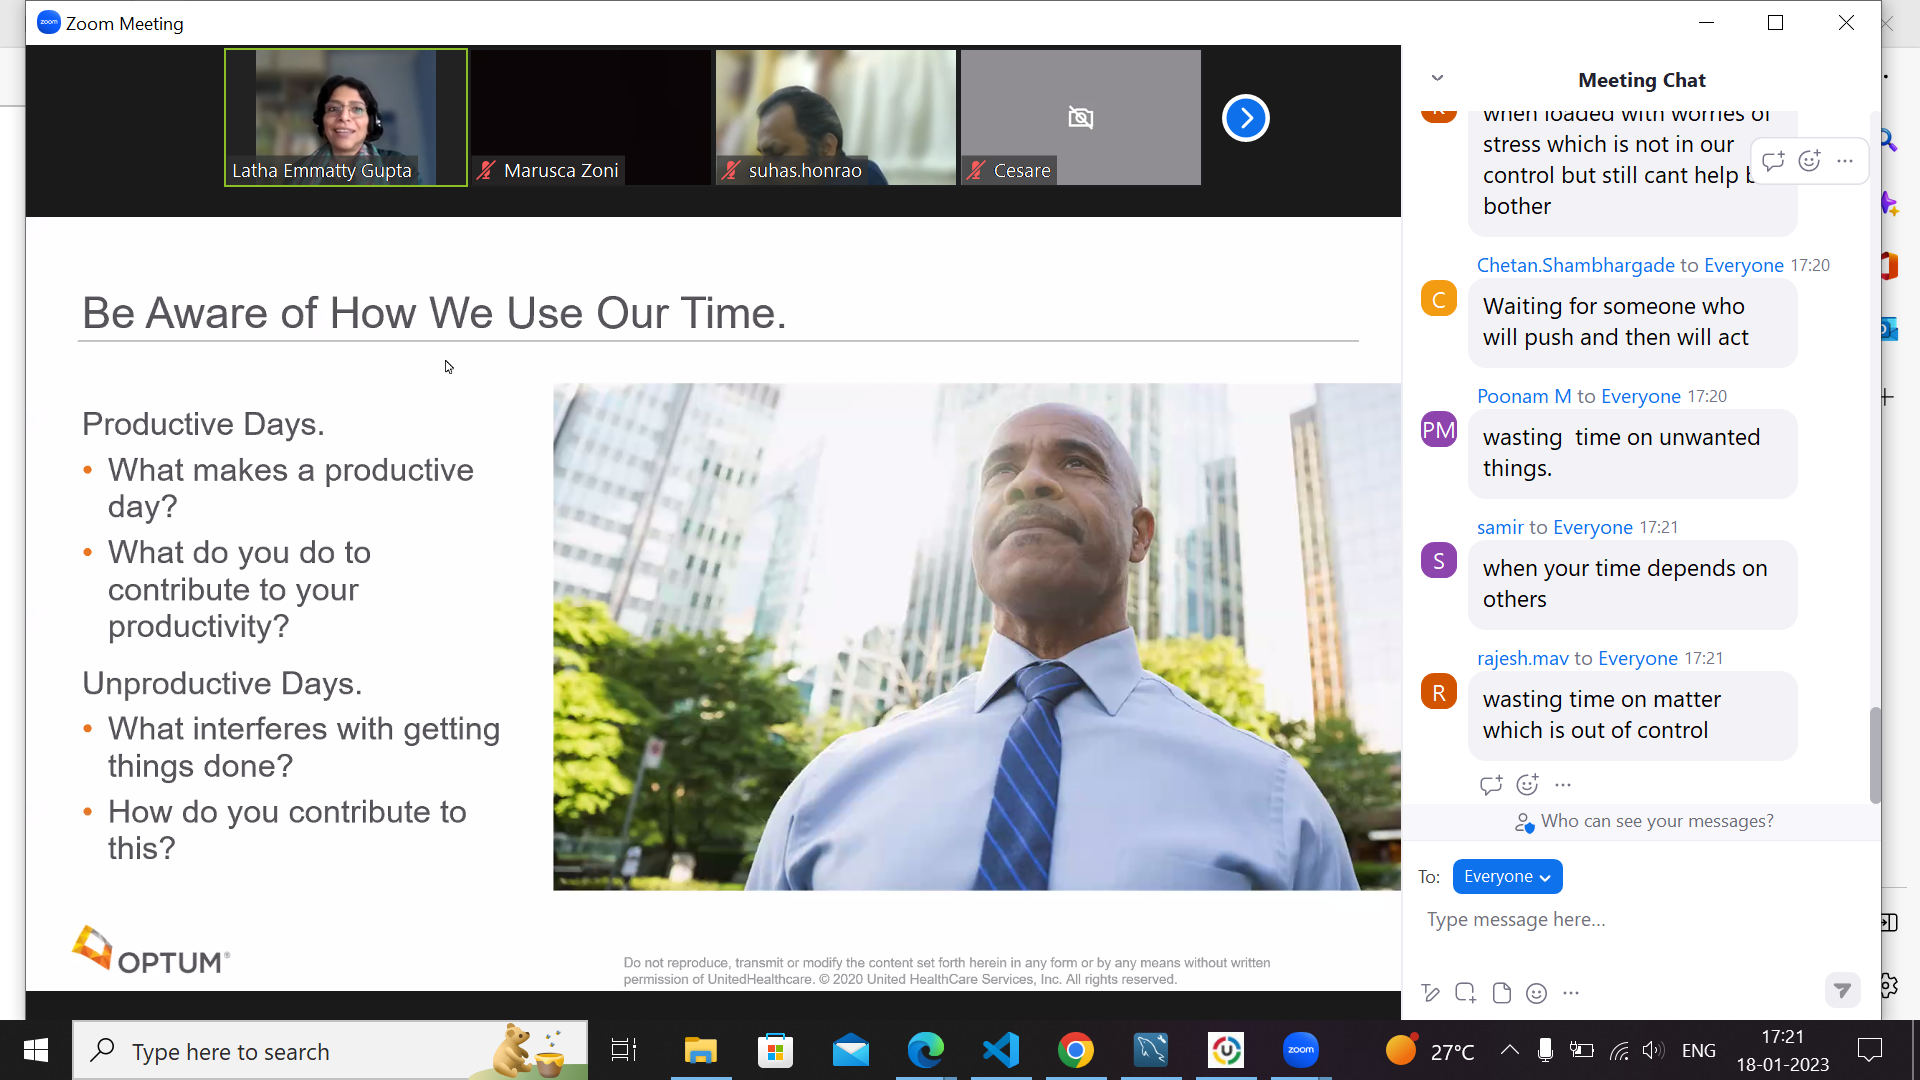 Zoom Meeting
Latha Emmatty Gupta
Marusca Zoni
suhas.honrao
Cesare
Be Aware of How We Use Our Time.
Productive Days.
• What makes a productive
day?
• What do you do to
contribute to your
productivity?
Unproductive Days.
• What interferes with getting
things done?
• How do you contribute to
this?
OPTUM®
Do not reproduce, transmit or modify the content set forth herein in any form or by any means without written
permission of UnitedHealthcare. © 2020 United HealthCare Services, Inc. All rights reserved.
Meeting Chat
when loaded with worries of
stress which is not in our
control but still cant help
bother
Chetan.Shambhargade to Everyone 17:20
C
Waiting for someone who
will push and then will act
Poonam M to Everyone 17:20
PM
wasting  time on unwanted
things.
samir to Everyone 17:21
S
when your time depends on
others
rajesh.mav to Everyone 17:21
R
wasting time on matter
which is out of control
Who can see your messages?
To: Everyone
Type message here...
Type here to search
zoom
27°C
ENG
17:21
18-01-2023